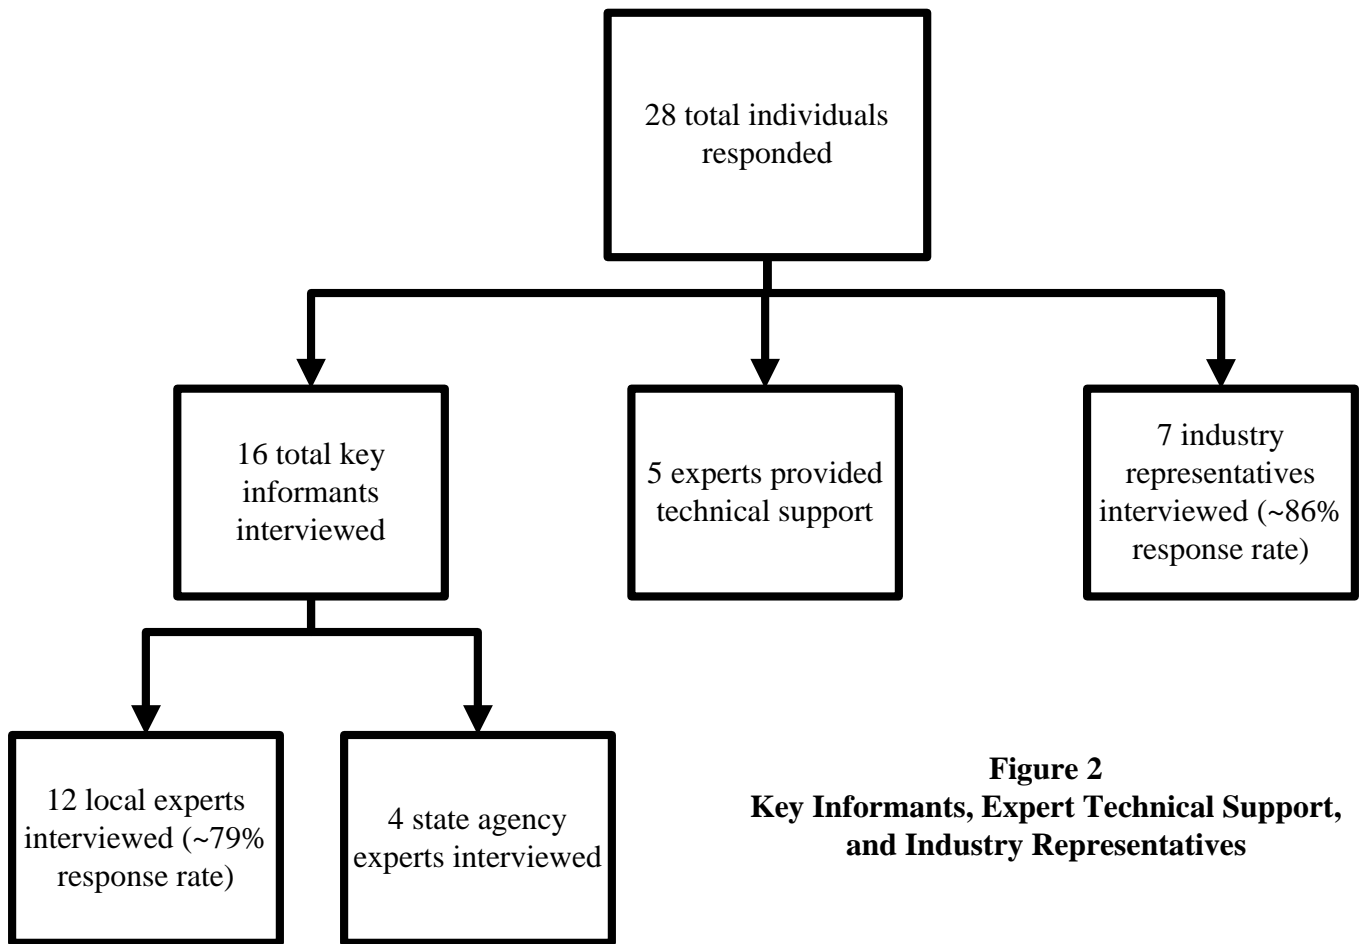 28 total individuals
responded
16 total key
informants
interviewed
5 experts provided
technical support
7 industry
representatives
interviewed (~86%
response rate)
12 local experts
interviewed (~79%
response rate)
4 state agency
experts interviewed
Figure 2
Key Informants, Expert Technical Support,
and Industry Representatives